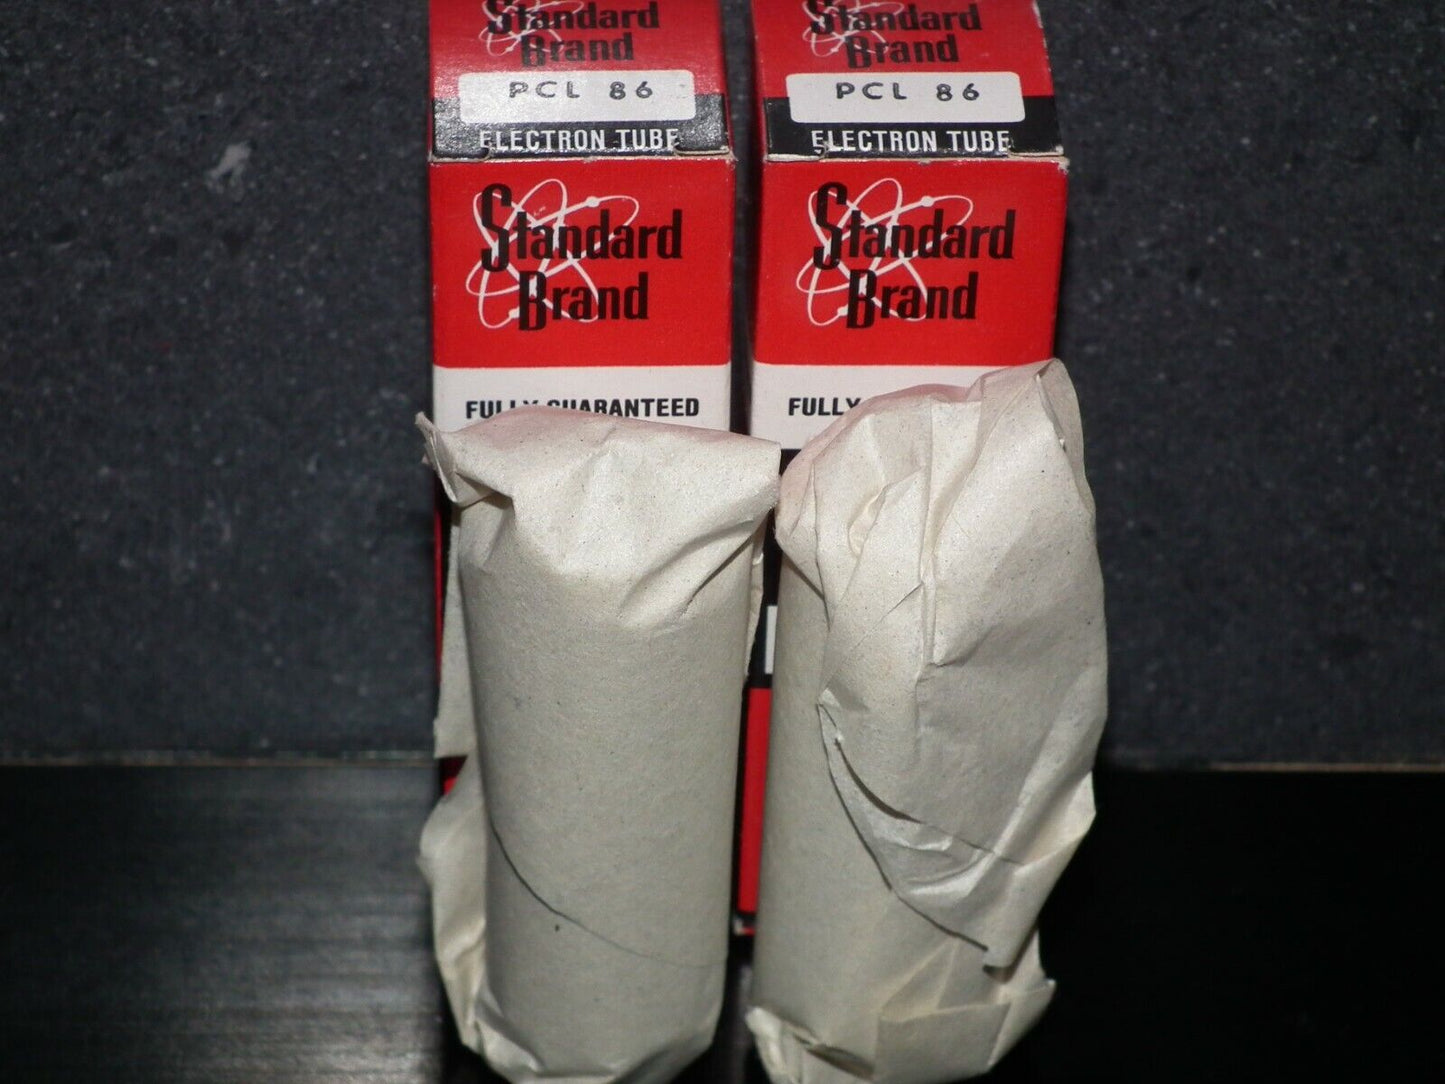 Standard
Brand
PCL 86
ELECTRON TUBE
Standard
Brand
FULLY GUARANTEED
Standard
Brand
PCL 86
ELECTRON TUBE
Standard
Brand
FULLY